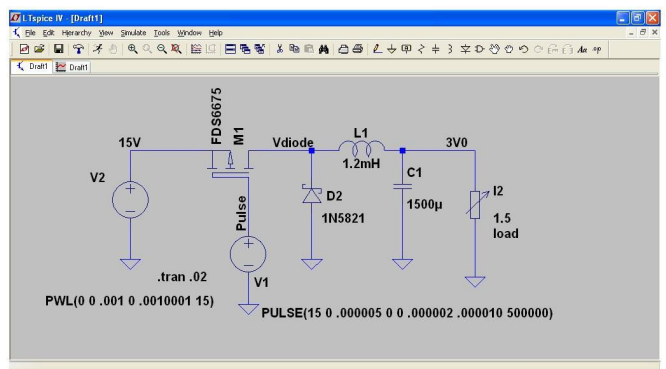 LTspice IV - [Draft1]
File Edit Hierarchy View Simulate Tools Window Help
Draft1 Draft1
FDS6675
M1
15V
Vdiode
L1
3V0
1.2mH
V2
C1
1500µ
D2
1N5821
I2
1.5
load
Pulse
V1
.tran .02
PWL(0 0 .001 0 .0010001 15)
PULSE(15 0 .000005 0 0 .000002 .000010 500000)